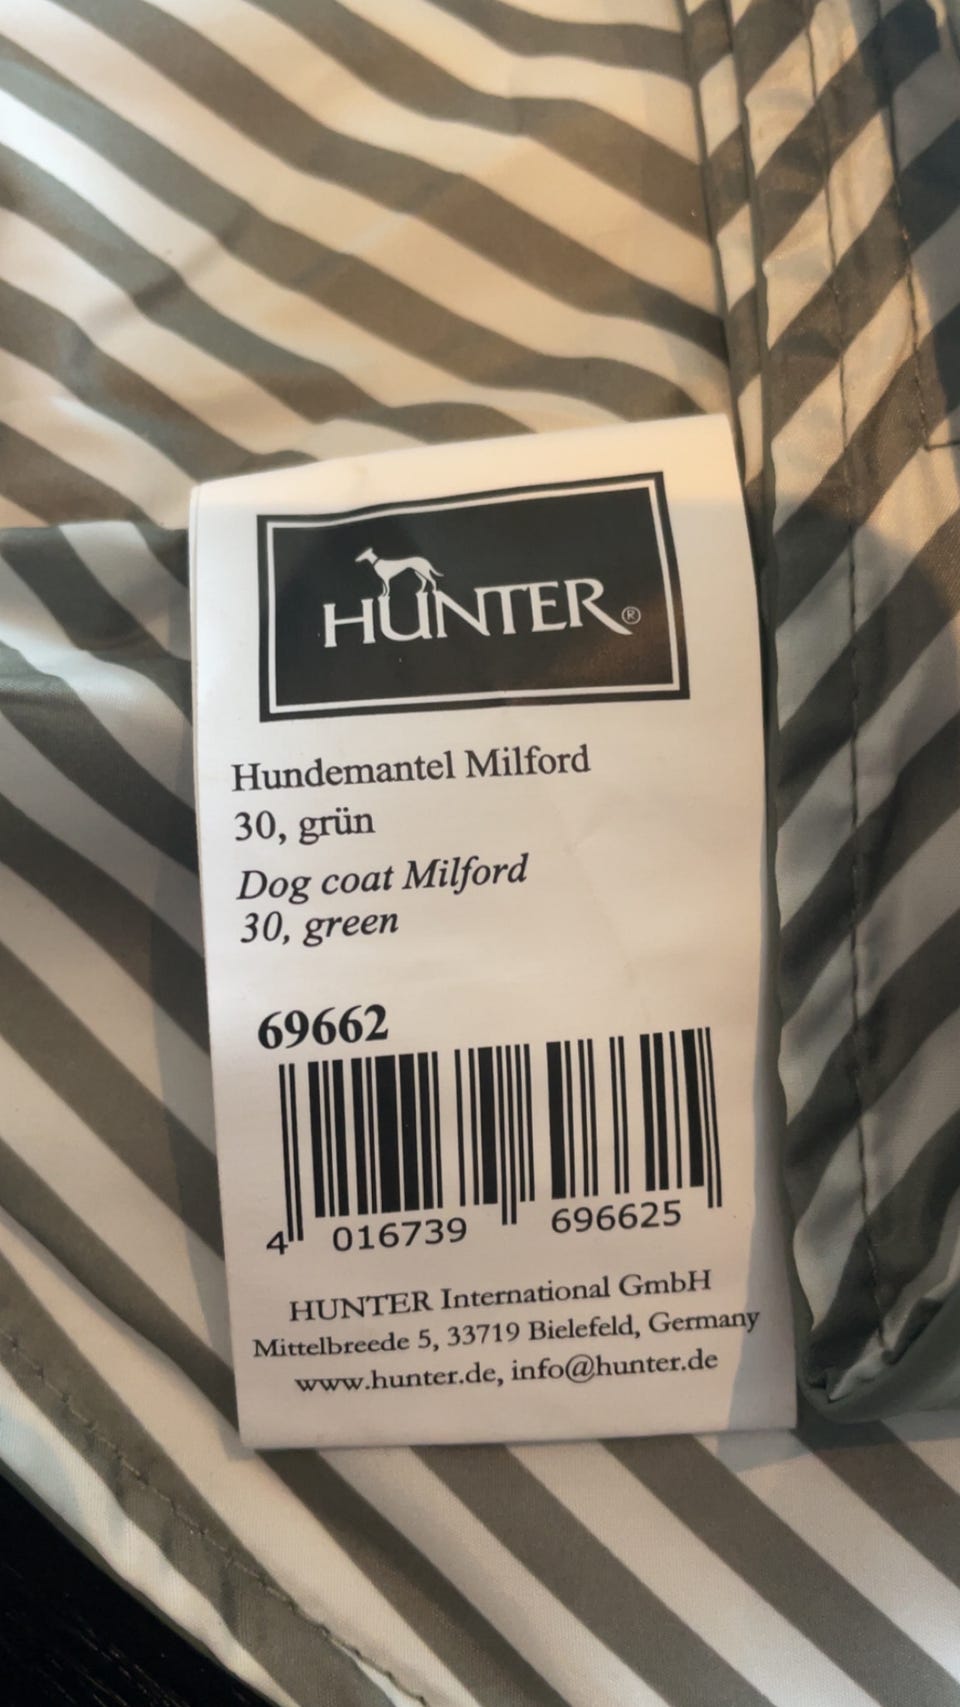 HUNTER®
Hundemantel Milford
30, grün
Dog coat Milford
30, green
69662
4 016739 696625
HUNTER International GmbH
Mittelbreede 5, 33719 Bielefeld, Germany
www.hunter.de, info@hunter.de